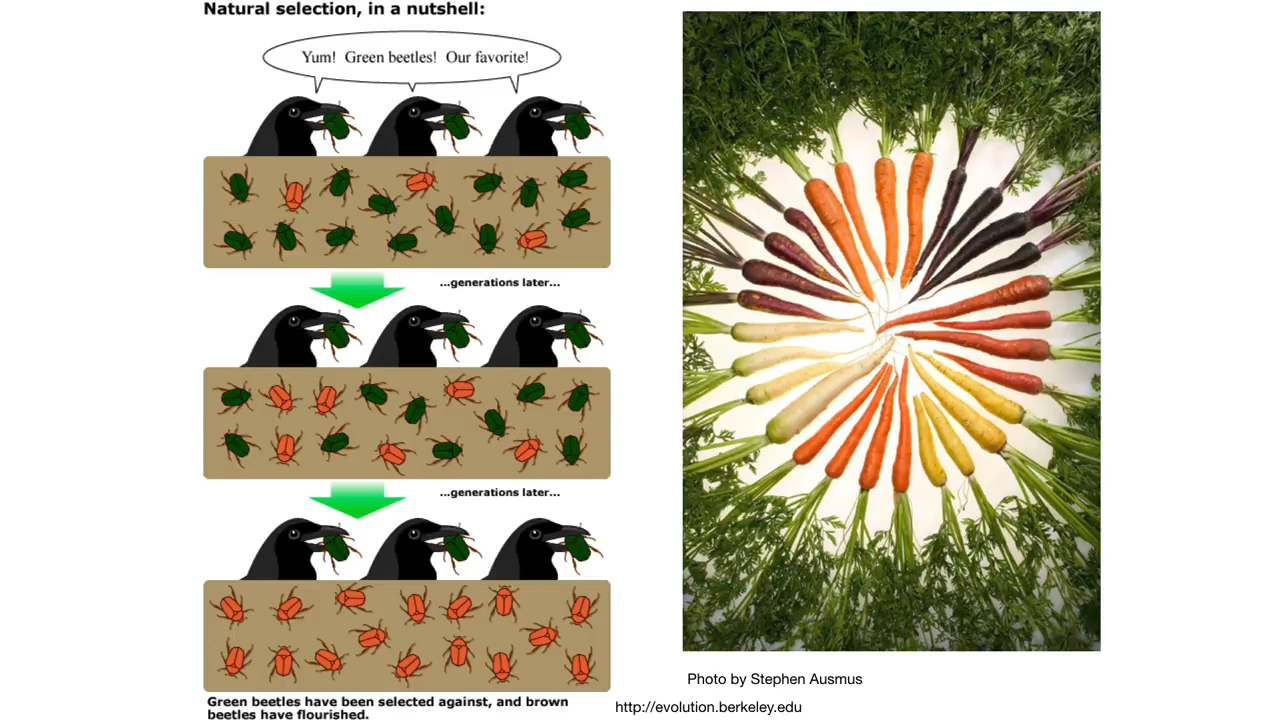 Natural selection, in a nutshell:
Yum! Green beetles! Our favorite!
...generations later...
...generations later...
Green beetles have been selected against, and brown
beetles have flourished.
Photo by Stephen Ausmus
http://evolution.berkeley.edu